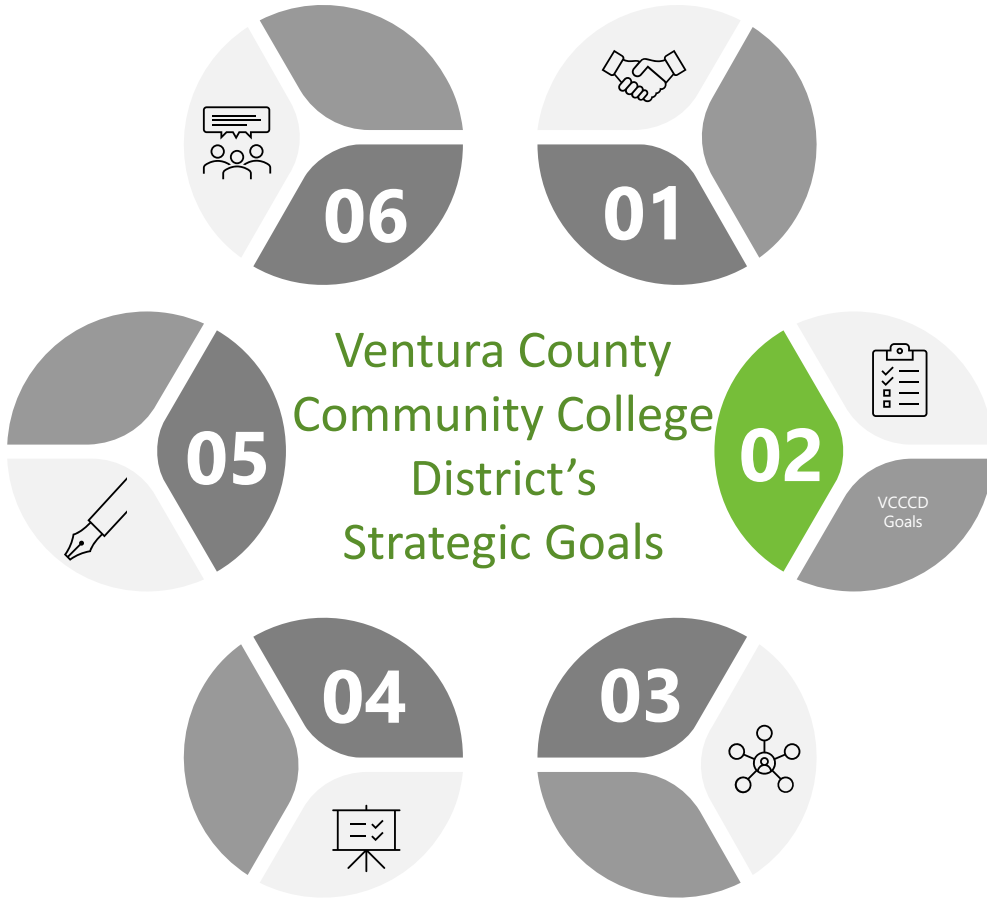 06
01
Ventura County
Community College
District’s
Strategic Goals
05
02
VCCCD
Goals
04
03